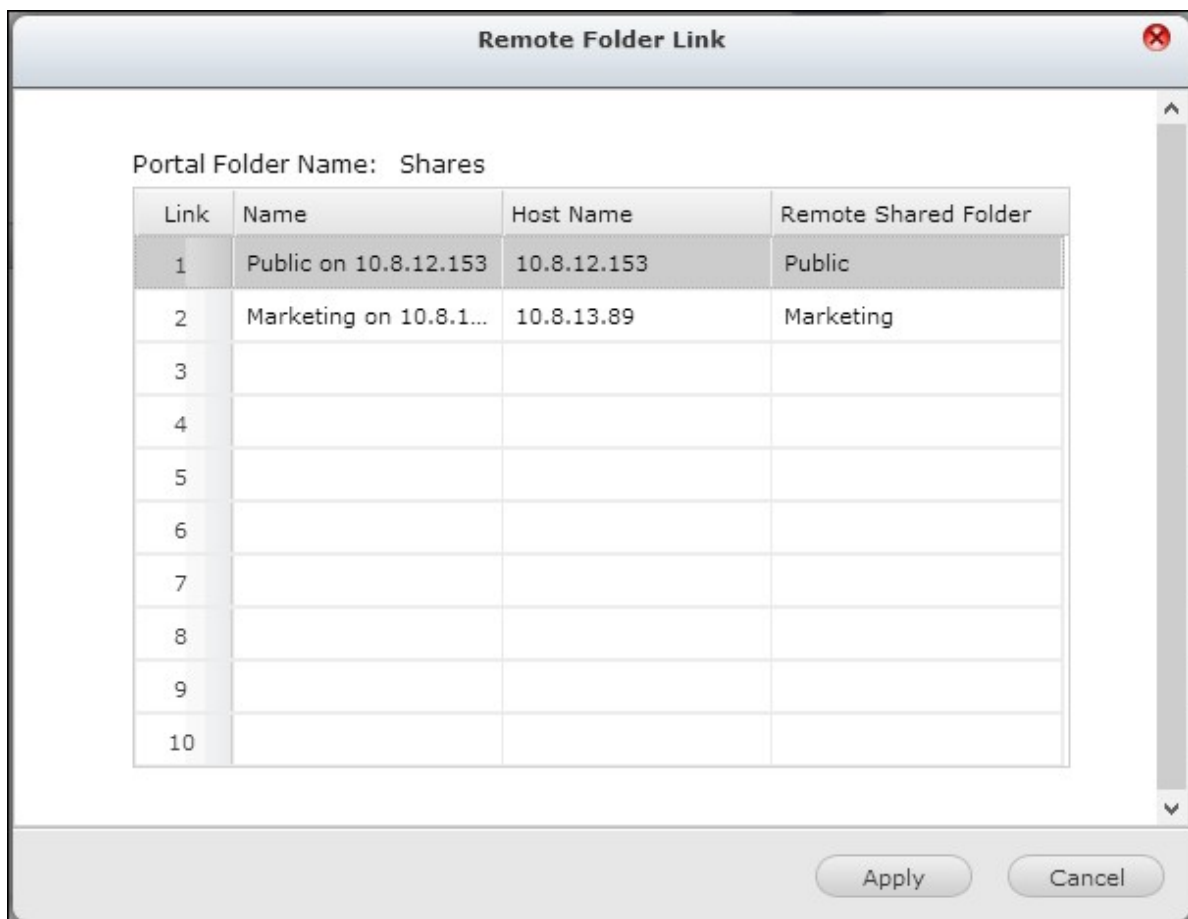 Remote Folder Link
Portal Folder Name: Shares
Link Name Host Name Remote Shared Folder
1 Public on 10.8.12.153 10.8.12.153 Public
2 Marketing on 10.8.1... 10.8.13.89 Marketing
3
4
5
6
7
8
9
10
Apply Cancel